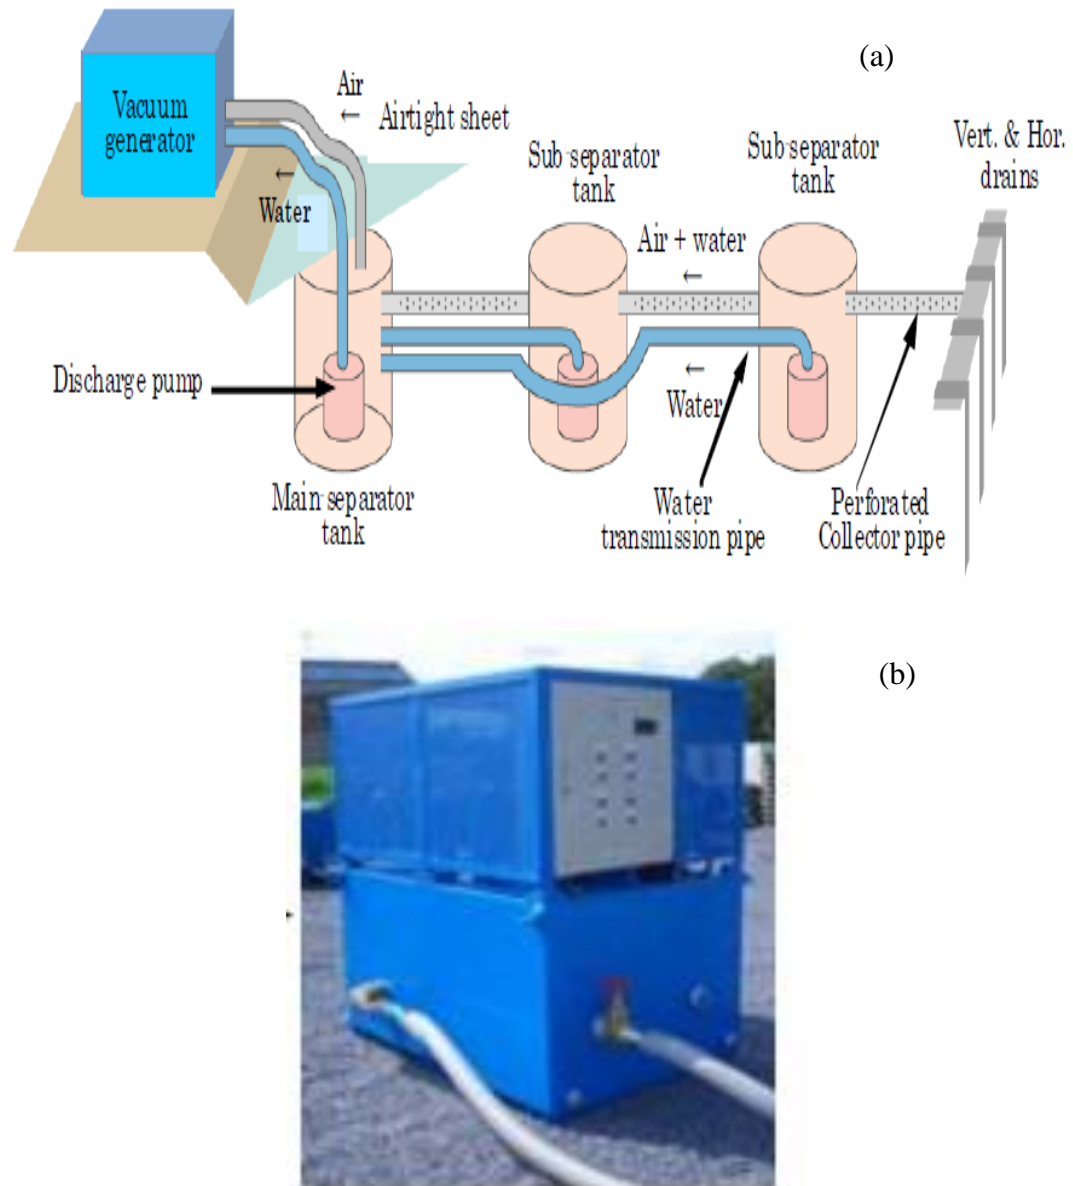 (a)
Vacuum
generator
Air
←
Airtight sheet
←
Water
Sub-separator
tank
Sub-separator
tank
Vert. & Hor.
drains
Air + water
←
Discharge pump
←
Water
Main-separator
tank
Water
transmission pipe
Perforated
Collector pipe
(b)